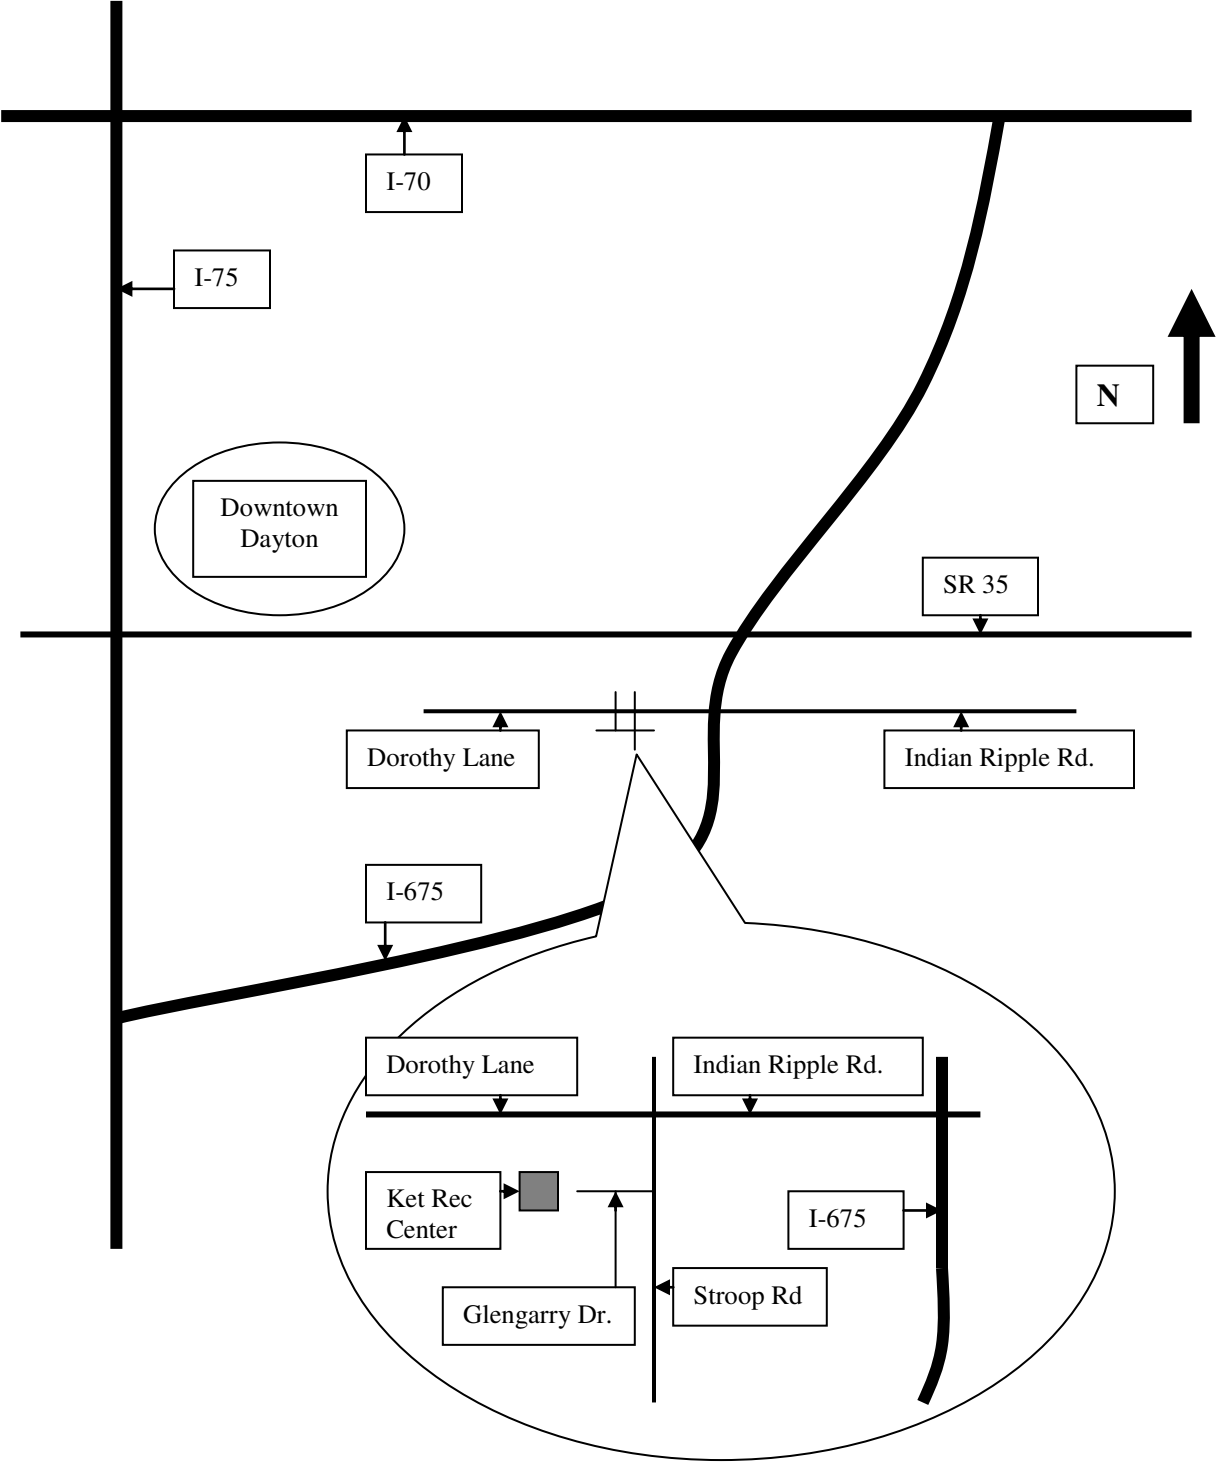 I-70
I-75
N
Downtown
Dayton
SR 35
Dorothy Lane
Indian Ripple Rd.
I-675
Dorothy Lane
Indian Ripple Rd.
Ket Rec
Center
I-675
Stroop Rd
Glengarry Dr.